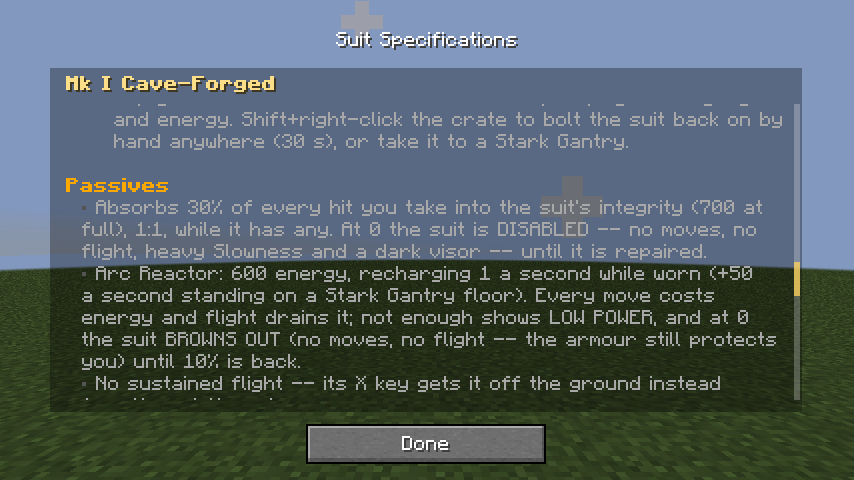 Suit Specifications
Mk I Cave-Forged
and energy. Shift+right-click the crate to bolt the suit back on by
hand anywhere (30 s), or take it to a Stark Gantry.
Passives
· Absorbs 30% of every hit you take into the suit's integrity (700 at
full), 1:1, while it has any. At 0 the suit is DISABLED -- no moves, no
flight, heavy Slowness and a dark visor -- until it is repaired.
· Arc Reactor: 600 energy, recharging 1 a second while worn (+50
a second standing on a Stark Gantry floor). Every move costs
energy and flight drains it; not enough shows LOW POWER, and at 0
the suit BROWNS OUT (no moves, no flight -- the armour still protects
you) until 10% is back.
· No sustained flight -- its X key gets it off the ground instead
Done